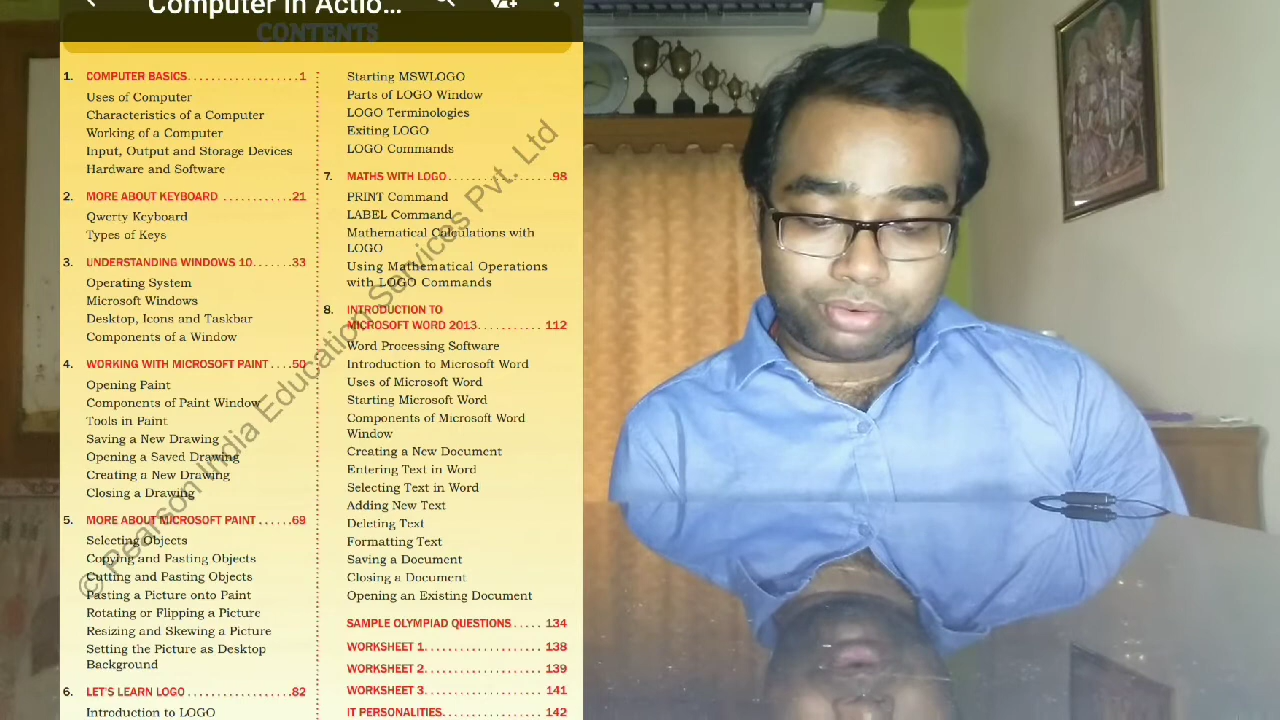 Computer In Actio...
CONTENTS
1. COMPUTER BASICS..................1
Uses of Computer
Characteristics of a Computer
Working of a Computer
Input, Output and Storage Devices
Hardware and Software
2. MORE ABOUT KEYBOARD ............21
Qwerty Keyboard
Types of Keys
3. UNDERSTANDING WINDOWS 10.......33
Operating System
Microsoft Windows
Desktop, Icons and Taskbar
Components of a Window
4. WORKING WITH MICROSOFT PAINT ....50
Opening Paint
Components of Paint Window
Tools in Paint
Saving a New Drawing
Opening a Saved Drawing
Creating a New Drawing
Closing a Drawing
5. MORE ABOUT MICROSOFT PAINT ......69
Selecting Objects
Copying and Pasting Objects
Cutting and Pasting Objects
Pasting a Picture onto Paint
Rotating or Flipping a Picture
Resizing and Skewing a Picture
Setting the Picture as Desktop
Background
6. LET'S LEARN LOGO ..................82
Introduction to LOGO
Starting MSWLOGO
Parts of LOGO Window
LOGO Terminologies
Exiting LOGO
LOGO Commands
7. MATHS WITH LOGO..................98
PRINT Command
LABEL Command
Mathematical Calculations with
LOGO
Using Mathematical Operations
with LOGO Commands
8. INTRODUCTION TO
MICROSOFT WORD 2013........... 112
Word Processing Software
Introduction to Microsoft Word
Uses of Microsoft Word
Starting Microsoft Word
Components of Microsoft Word
Window
Creating a New Document
Entering Text in Word
Selecting Text in Word
Adding New Text
Deleting Text
Formatting Text
Saving a Document
Closing a Document
Opening an Existing Document
SAMPLE OLYMPIAD QUESTIONS ..... 134
WORKSHEET 1.................... 138
WORKSHEET 2.................... 139
WORKSHEET 3.................... 141
IT PERSONALITIES................. 142
© Pearson India Education Services Pvt. Ltd